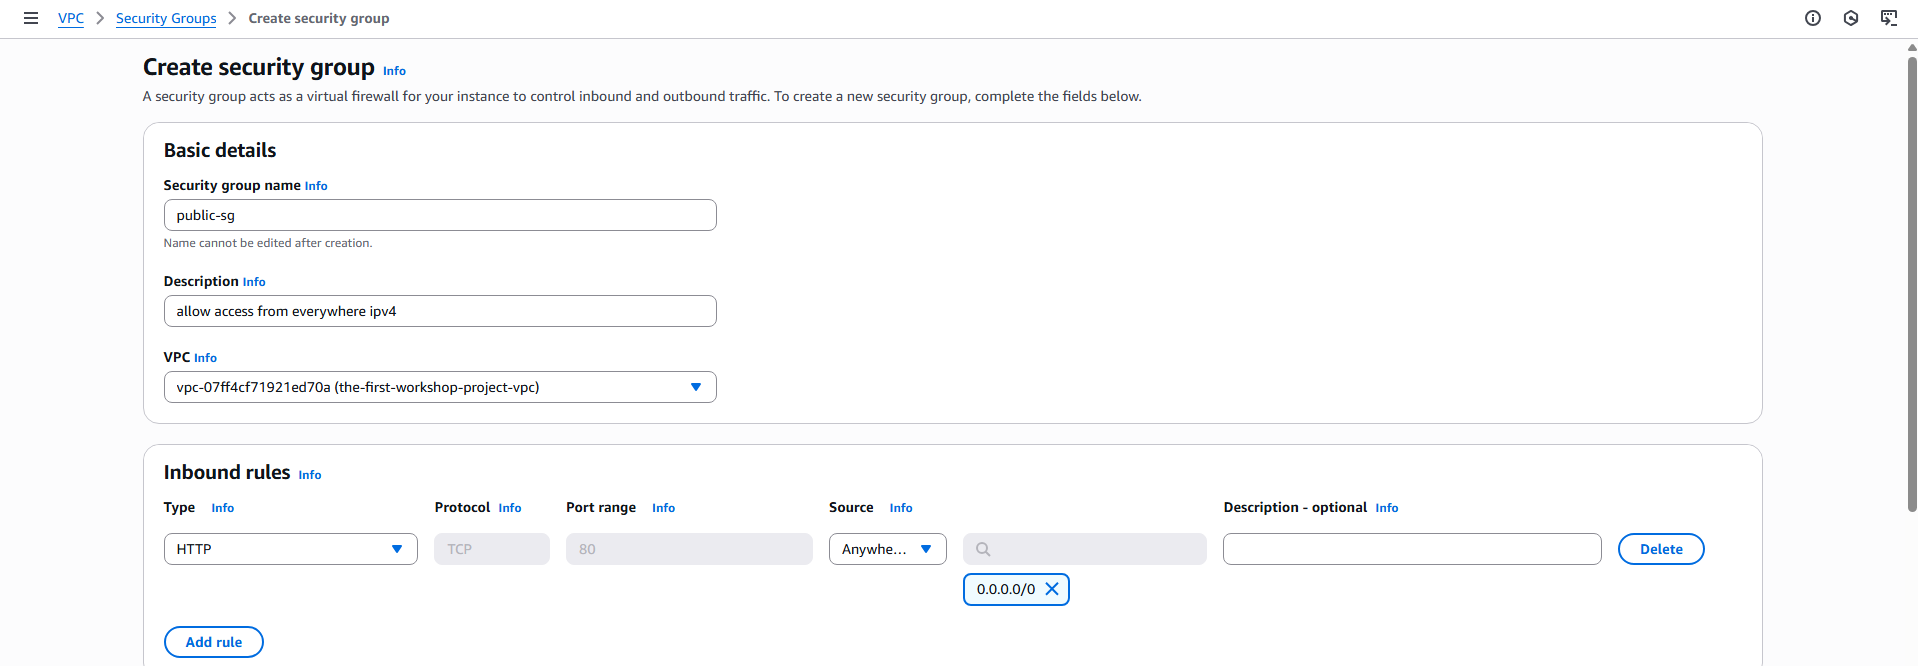 VPC > Security Groups > Create security group
Create security group Info
A security group acts as a virtual firewall for your instance to control inbound and outbound traffic. To create a new security group, complete the fields below.
Basic details
Security group name Info
public-sg
Name cannot be edited after creation.
Description Info
allow access from everywhere ipv4
VPC Info
vpc-07ff4cf71921ed70a (the-first-workshop-project-vpc)
Inbound rules Info
Type Info Protocol Info Port range Info Source Info Description - optional Info
HTTP TCP 80 Anywhe... Delete
0.0.0.0/0
Add rule